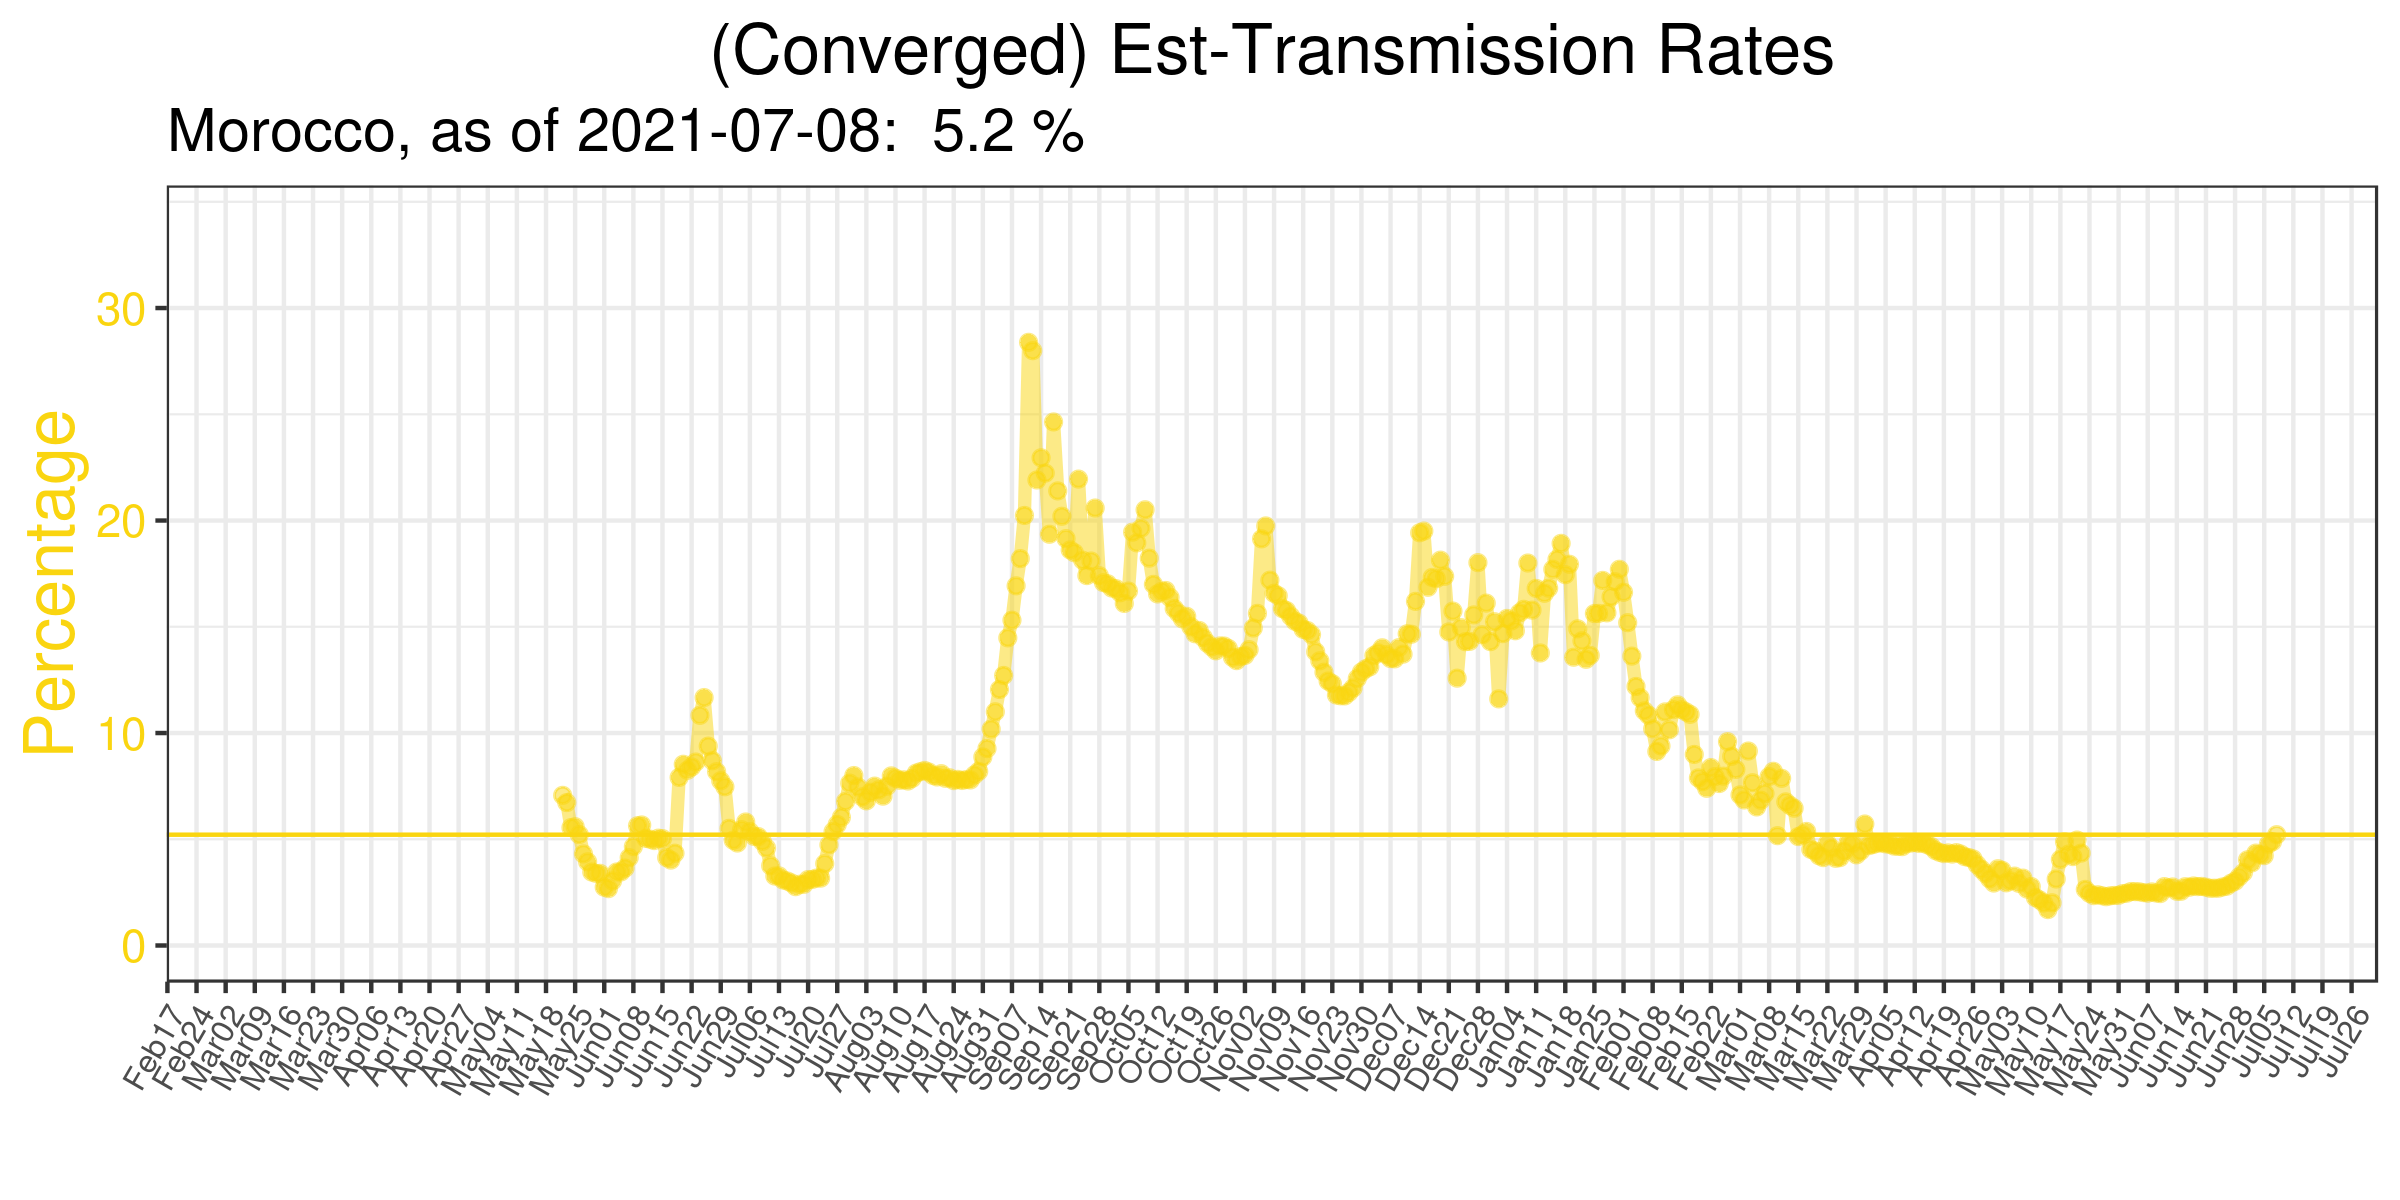 (Converged) Est-Transmission Rates
Morocco, as of 2021-07-08:  5.2 %
Percentage
30
20
10
0
Feb17
Feb24
Mar02
Mar09
Mar16
Mar23
Mar30
Apr06
Apr13
Apr20
Apr27
May04
May11
May18
May25
Jun01
Jun08
Jun15
Jun22
Jun29
Jul06
Jul13
Jul20
Jul27
Aug03
Aug10
Aug17
Aug24
Aug31
Sep07
Sep14
Sep21
Sep28
Oct05
Oct12
Oct19
Oct26
Nov02
Nov09
Nov16
Nov23
Nov30
Dec07
Dec14
Dec21
Dec28
Jan04
Jan11
Jan18
Jan25
Feb01
Feb08
Feb15
Feb22
Mar01
Mar08
Mar15
Mar22
Mar29
Apr05
Apr12
Apr19
Apr26
May03
May10
May17
May24
May31
Jun07
Jun14
Jun21
Jun28
Jul05
Jul12
Jul19
Jul26